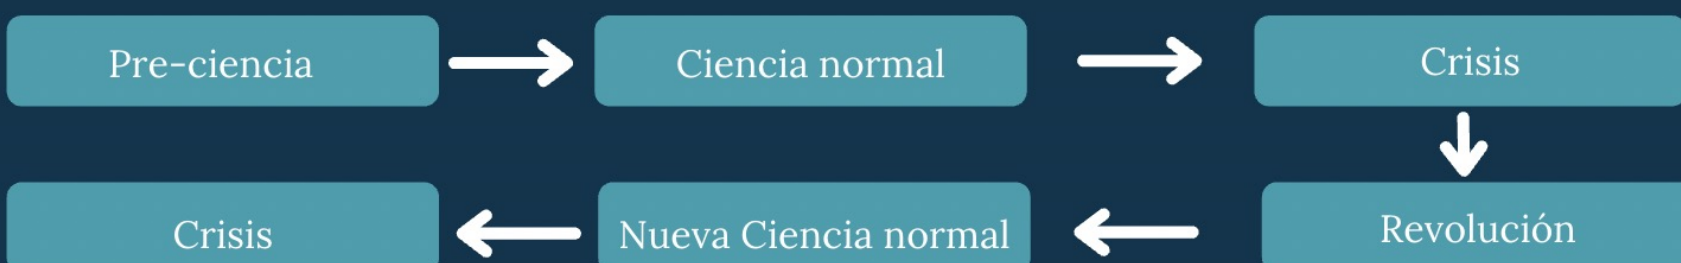 Pre-ciencia
Ciencia normal
Crisis
Revolución
Nueva Ciencia normal
Crisis